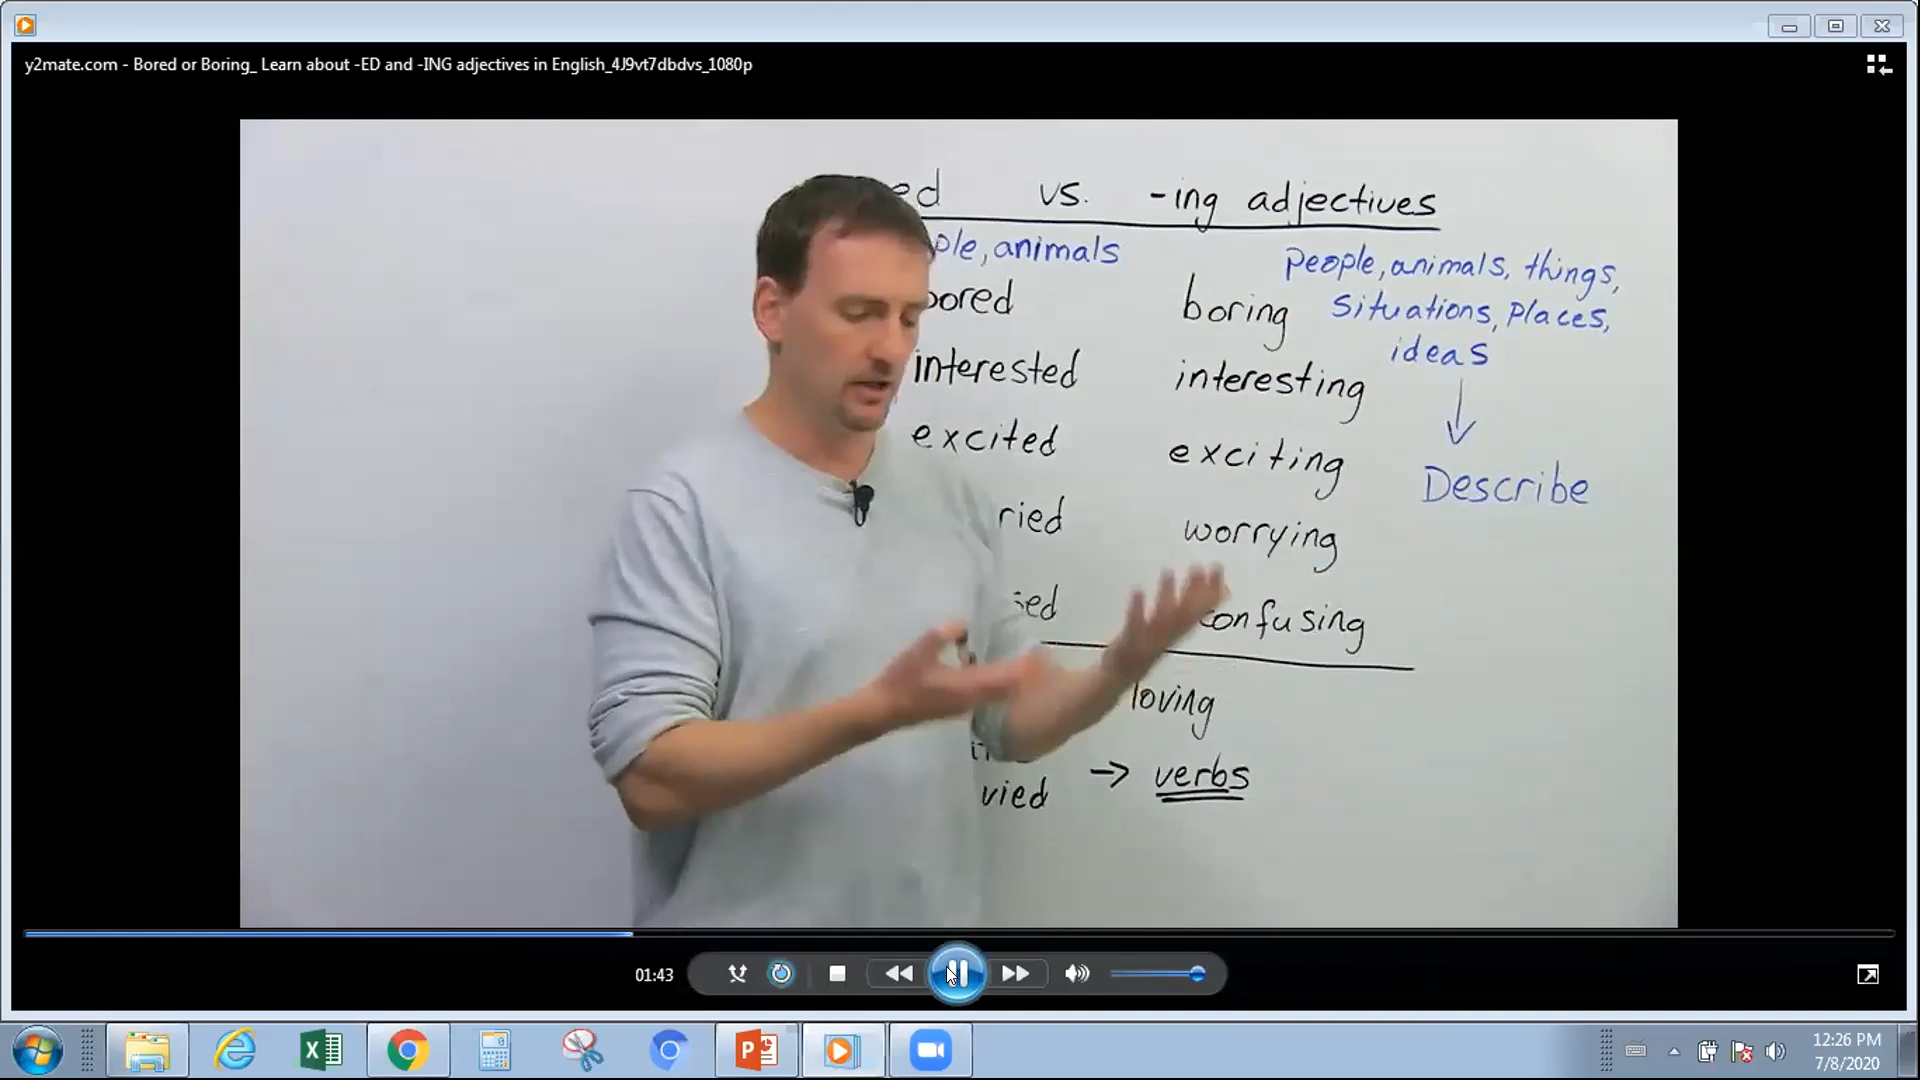 y2mate.com - Bored or Boring_ Learn about -ED and -ING adjectives in English_4J9vt7dbdvs_1080p
ed vs. -ing adjectives
ple, animals
people, animals, things,
situations, places,
ideas
Describe
bored boring
interested interesting
excited exciting
ried worrying
sed confusing
loving
vied → verbs
01:43
12:26 PM
7/8/2020